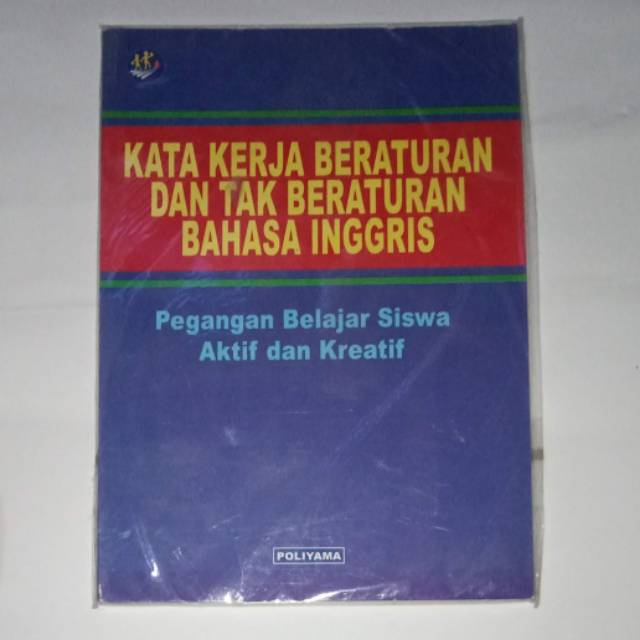 KATA KERJA BERATURAN
DAN TAK BERATURAN
BAHASA INGGRIS
Pegangan Belajar Siswa
Aktif dan Kreatif
POLIYAMA